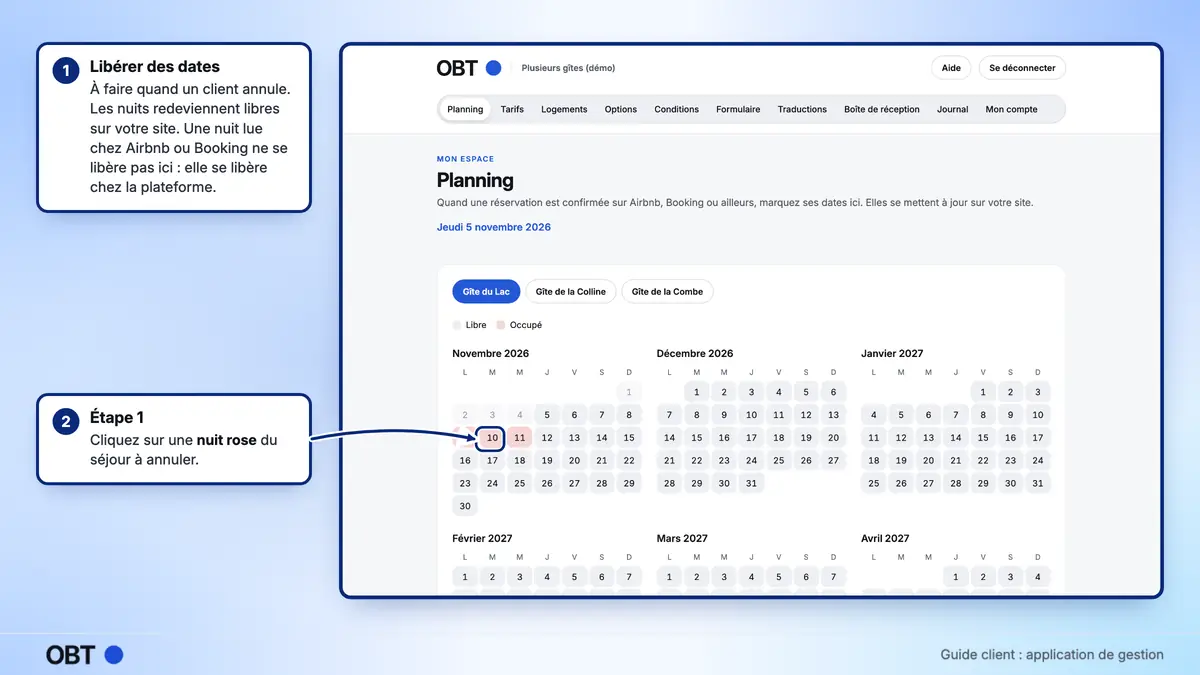 1
Libérer des dates
À faire quand un client annule.
Les nuits redeviennent libres
sur votre site. Une nuit lue
chez Airbnb ou Booking ne se
libère pas ici : elle se libère
chez la plateforme.
2
Étape 1
Cliquez sur une nuit rose du
séjour à annuler.
OBT
Plusieurs gîtes (démo)
Aide
Se déconnecter
Planning Tarifs Logements Options Conditions Formulaire Traductions Boîte de réception Journal Mon compte
MON ESPACE
Planning
Quand une réservation est confirmée sur Airbnb, Booking ou ailleurs, marquez ses dates ici. Elles se mettent à jour sur votre site.
Jeudi 5 novembre 2026
Gîte du Lac Gîte de la Colline Gîte de la Combe
Libre Occupé
Novembre 2026
L M M J V S D
1
2 3 4 5 6 7 8
10 11 12 13 14 15
16 17 18 19 20 21 22
23 24 25 26 27 28 29
30
Décembre 2026
L M M J V S D
1 2 3 4 5 6
7 8 9 10 11 12 13
14 15 16 17 18 19 20
21 22 23 24 25 26 27
28 29 30 31
Janvier 2027
L M M J V S D
1 2 3
4 5 6 7 8 9 10
11 12 13 14 15 16 17
18 19 20 21 22 23 24
25 26 27 28 29 30 31
Février 2027
L M M J V S D
1 2 3 4 5 6 7
Mars 2027
L M M J V S D
1 2 3 4 5 6 7
Avril 2027
L M M J V S D
1 2 3 4
OBT
Guide client : application de gestion